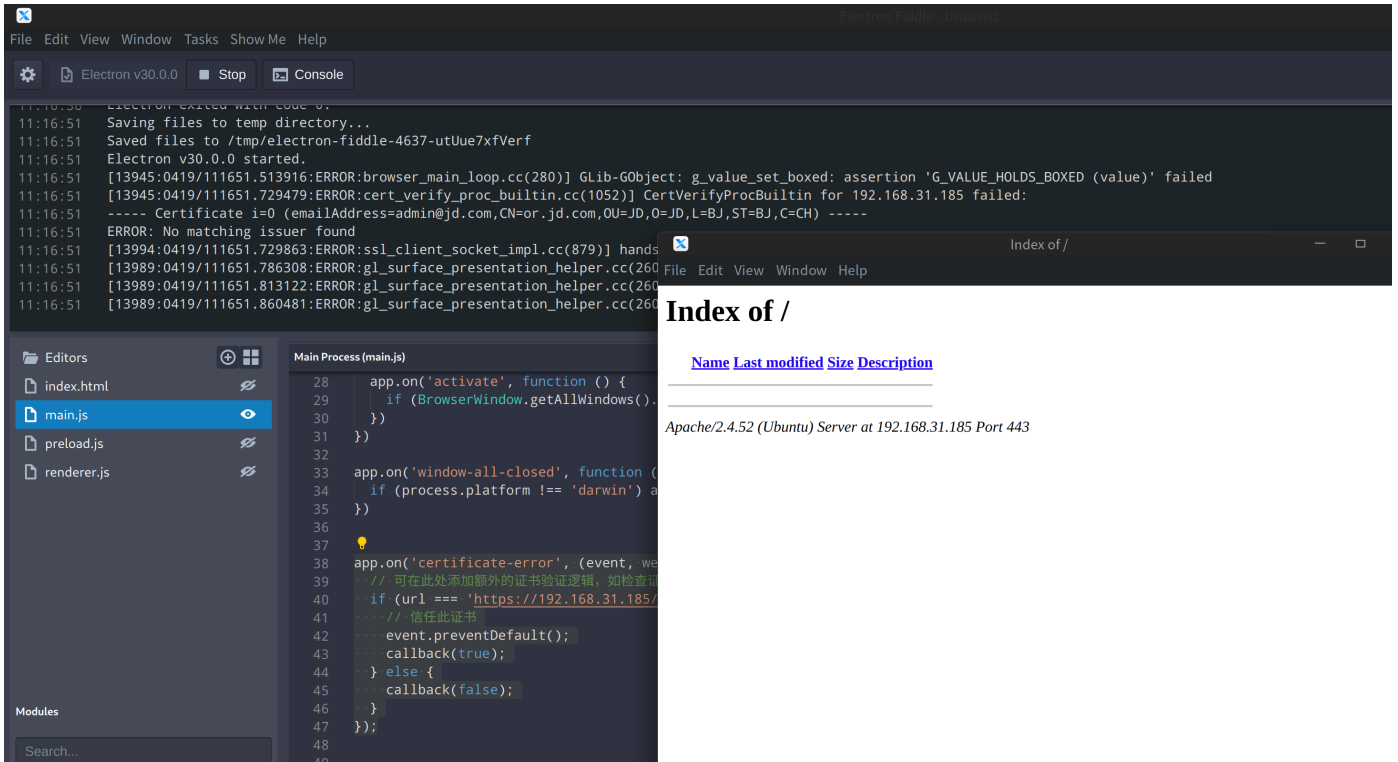 Electron Fiddle - Unsaved
File Edit View Window Tasks Show Me Help
Electron v30.0.0 Stop Console
11:16:50 Electron exited with code 0.
11:16:51 Saving files to temp directory...
11:16:51 Saved files to /tmp/electron-fiddle-4637-utUue7xfVerf
11:16:51 Electron v30.0.0 started.
11:16:51 [13945:0419/111651.513916:ERROR:browser_main_loop.cc(280)] GLib-GObject: g_value_set_boxed: assertion 'G_VALUE_HOLDS_BOXED (value)' failed
11:16:51 [13945:0419/111651.729479:ERROR:cert_verify_proc_builtin.cc(1052)] CertVerifyProcBuiltin for 192.168.31.185 failed:
11:16:51 ----- Certificate i=0 (emailAddress=admin@jd.com,CN=or.jd.com,OU=JD,O=JD,L=BJ,ST=BJ,C=CH) -----
11:16:51 ERROR: No matching issuer found
11:16:51 [13994:0419/111651.729863:ERROR:ssl_client_socket_impl.cc(879)] hands
11:16:51 [13989:0419/111651.786308:ERROR:gl_surface_presentation_helper.cc(260
11:16:51 [13989:0419/111651.813122:ERROR:gl_surface_presentation_helper.cc(260
11:16:51 [13989:0419/111651.860481:ERROR:gl_surface_presentation_helper.cc(260
Index of /
File Edit View Window Help
Index of /
Name Last modified Size Description
Apache/2.4.52 (Ubuntu) Server at 192.168.31.185 Port 443
Editors
index.html
main.js
preload.js
renderer.js
Modules
Search...
Main Process (main.js)
28 app.on('activate', function () {
29 if (BrowserWindow.getAllWindows().
30 })
31 })
32
33 app.on('window-all-closed', function (
34 if (process.platform !== 'darwin') a
35 })
36
37
38 app.on('certificate-error', (event, we
39 // 可在此处添加额外的证书验证逻辑，如检查证
40 if (url === 'https://192.168.31.185/
41 // 信任此证书
42 event.preventDefault();
43 callback(true);
44 } else {
45 callback(false);
46 }
47 });
48
49